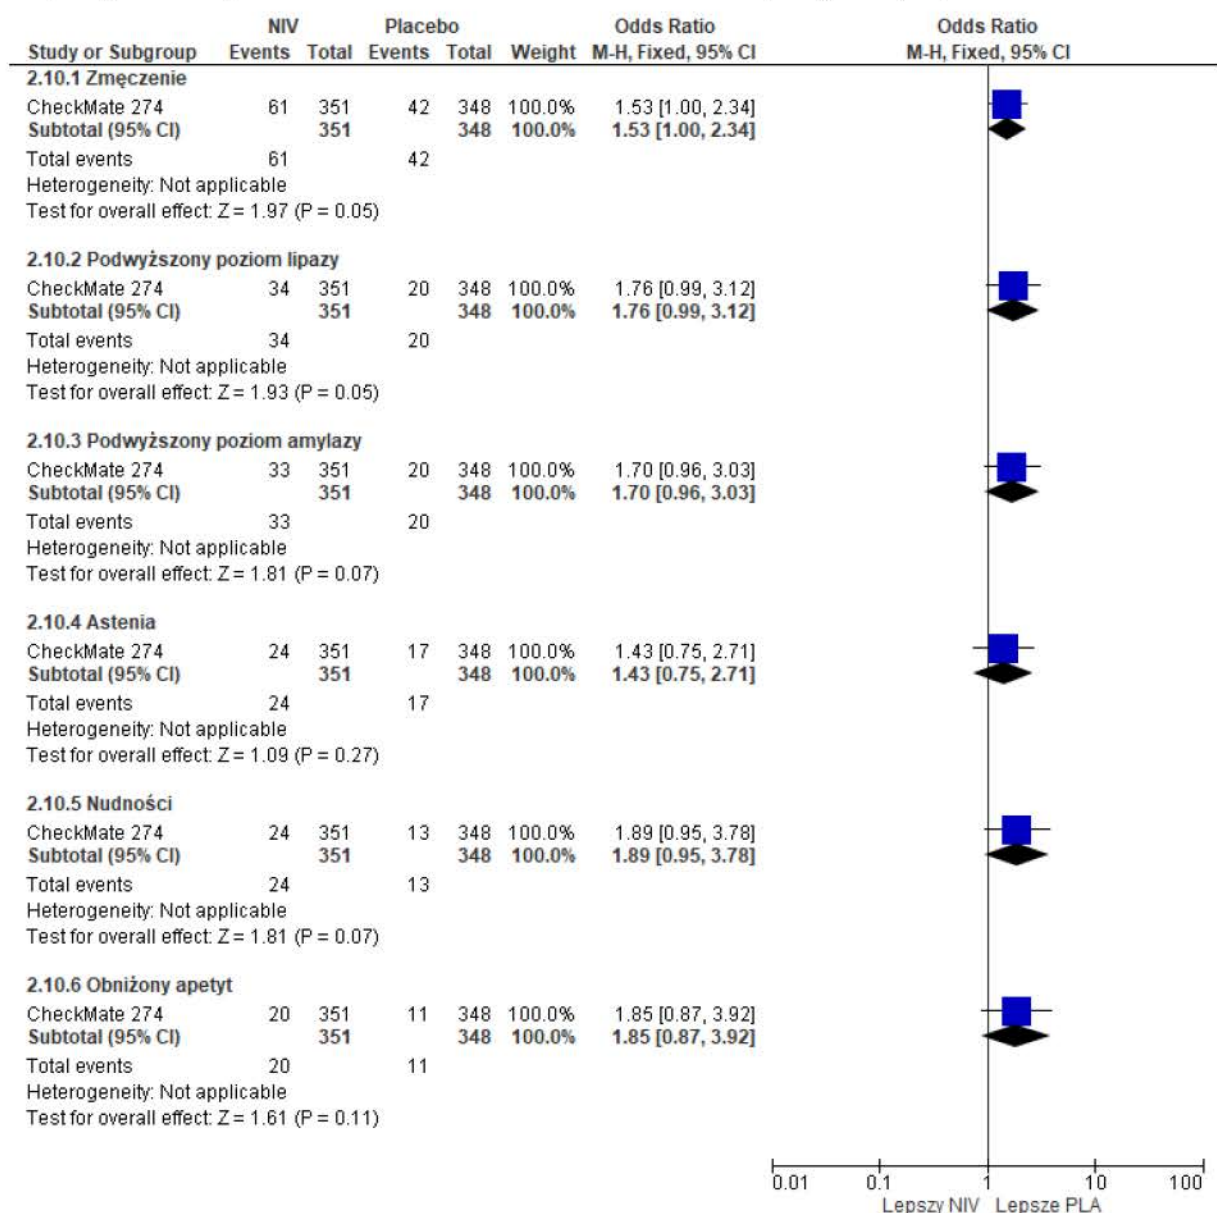 NIV Placebo Odds Ratio Odds Ratio
Study or Subgroup Events Total Events Total Weight M-H, Fixed, 95% CI M-H, Fixed, 95% CI
2.10.1 Zmęczenie
CheckMate 274 61 351 42 348 100.0% 1.53 [1.00, 2.34]
Subtotal (95% CI) 351 348 100.0% 1.53 [1.00, 2.34]
Total events 61 42
Heterogeneity: Not applicable
Test for overall effect: Z = 1.97 (P = 0.05)
2.10.2 Podwyższony poziom lipazy
CheckMate 274 34 351 20 348 100.0% 1.76 [0.99, 3.12]
Subtotal (95% CI) 351 348 100.0% 1.76 [0.99, 3.12]
Total events 34 20
Heterogeneity: Not applicable
Test for overall effect: Z = 1.93 (P = 0.05)
2.10.3 Podwyższony poziom amylazy
CheckMate 274 33 351 20 348 100.0% 1.70 [0.96, 3.03]
Subtotal (95% CI) 351 348 100.0% 1.70 [0.96, 3.03]
Total events 33 20
Heterogeneity: Not applicable
Test for overall effect: Z = 1.81 (P = 0.07)
2.10.4 Astenia
CheckMate 274 24 351 17 348 100.0% 1.43 [0.75, 2.71]
Subtotal (95% CI) 351 348 100.0% 1.43 [0.75, 2.71]
Total events 24 17
Heterogeneity: Not applicable
Test for overall effect: Z = 1.09 (P = 0.27)
2.10.5 Nudności
CheckMate 274 24 351 13 348 100.0% 1.89 [0.95, 3.78]
Subtotal (95% CI) 351 348 100.0% 1.89 [0.95, 3.78]
Total events 24 13
Heterogeneity: Not applicable
Test for overall effect: Z = 1.81 (P = 0.07)
2.10.6 Obniżony apetyt
CheckMate 274 20 351 11 348 100.0% 1.85 [0.87, 3.92]
Subtotal (95% CI) 351 348 100.0% 1.85 [0.87, 3.92]
Total events 20 11
Heterogeneity: Not applicable
Test for overall effect: Z = 1.61 (P = 0.11)
0.01 0.1 1 10 100
Lepszy NIV Lepsze PLA